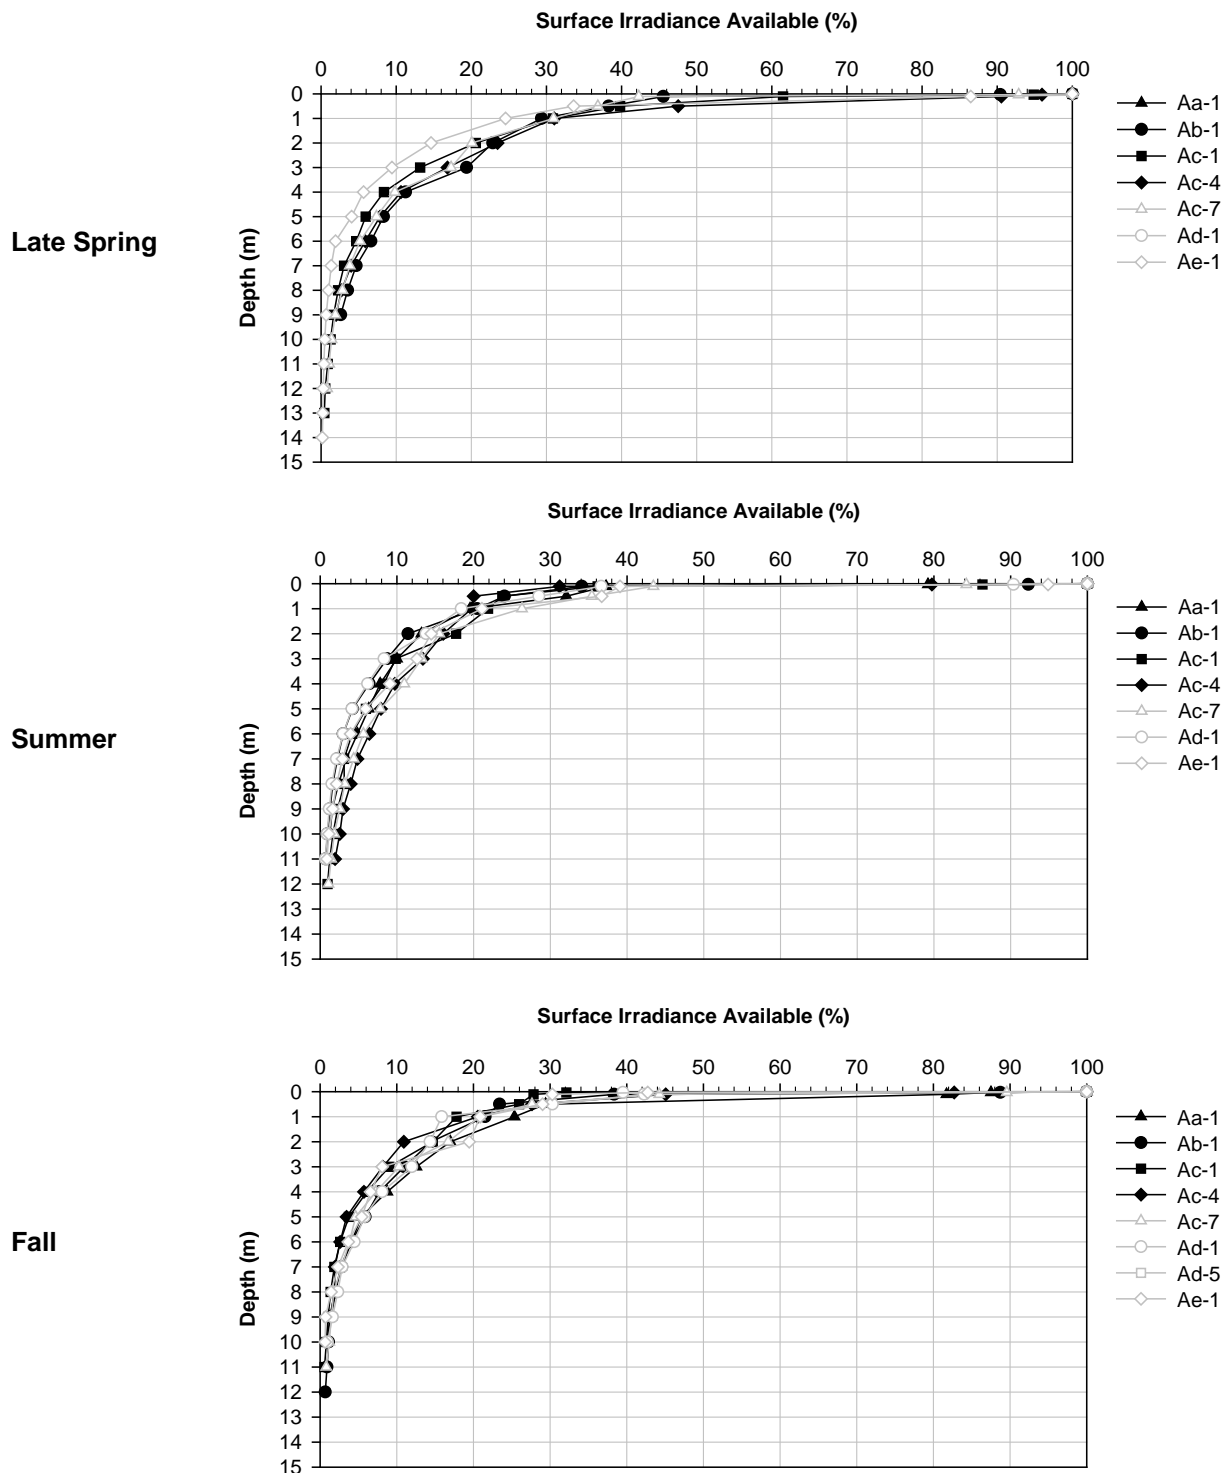 Surface Irradiance Available (%)
0 10 20 30 40 50 60 70 80 90 100
0
1
2
3
4
5
6
7
8
9
10
11
12
13
14
15
Depth (m)
Late Spring
Aa-1
Ab-1
Ac-1
Ac-4
Ac-7
Ad-1
Ae-1
Surface Irradiance Available (%)
0 10 20 30 40 50 60 70 80 90 100
0
1
2
3
4
5
6
7
8
9
10
11
12
13
14
15
Depth (m)
Summer
Aa-1
Ab-1
Ac-1
Ac-4
Ac-7
Ad-1
Ae-1
Surface Irradiance Available (%)
0 10 20 30 40 50 60 70 80 90 100
0
1
2
3
4
5
6
7
8
9
10
11
12
13
14
15
Depth (m)
Fall
Aa-1
Ab-1
Ac-1
Ac-4
Ac-7
Ad-1
Ad-5
Ae-1